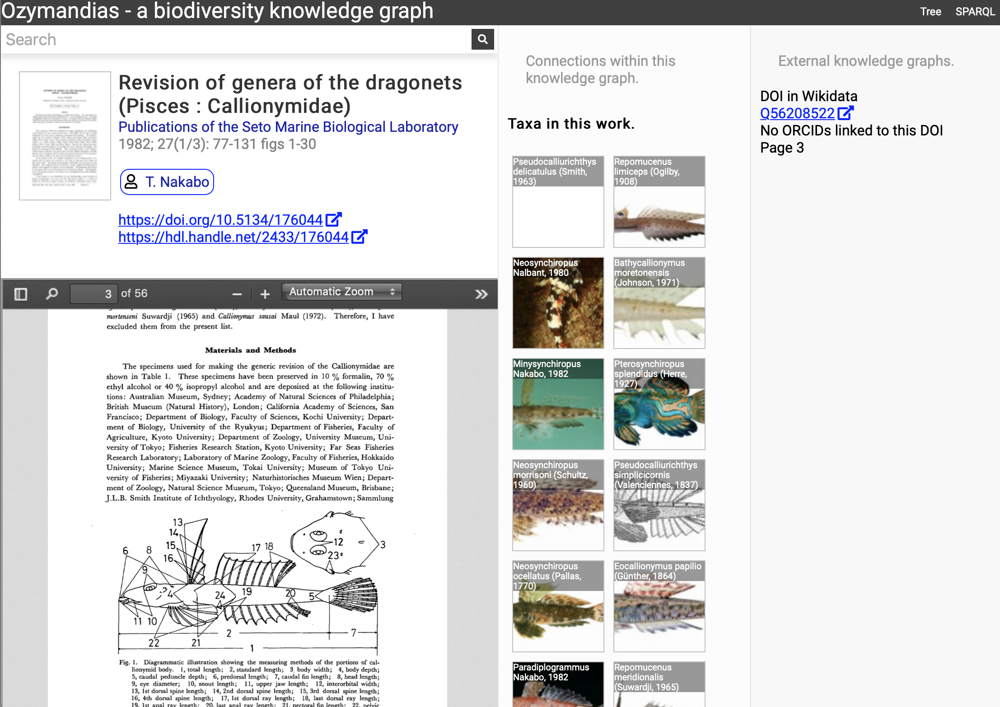 Ozymandias - a biodiversity knowledge graph
Tree SPARQL
Search
Revision of genera of the dragonets
(Pisces : Callionymidae)
Publications of the Seto Marine Biological Laboratory
1982; 27(1/3): 77-131 figs 1-30
T. Nakabo
https://doi.org/10.5134/176044
https://hdl.handle.net/2433/176044
3 of 56
Automatic Zoom
mortenseni Suwardji (1965) and Callionymus sausai Maul (1972). Therefore, I have
excluded them from the present list.
Materials and Methods
The specimens used for making the generic revision of the Callionymidae are
shown in Table 1. These specimens have been preserved in 10 % formalin, 70 %
ethyl alcohol or 40 % isopropyl alcohol and are deposited at the following institu-
tions: Australian Museum, Sydney; Academy of Natural Sciences of Philadelphia;
British Museum (Natural History), London; California Academy of Sciences, San
Francisco; Department of Biology, Faculty of Sciences, Kochi University; Depart-
ment of Biology, University of the Ryukyus; Department of Fisheries, Faculty of
Agriculture, Kyoto University; Department of Zoology, University Museum, Uni-
versity of Tokyo; Fisheries Research Station, Kyoto University; Far Seas Fisheries
Research Laboratory; Laboratory of Marine Zoology, Faculty of Fisheries, Hokkaido
University; Marine Science Museum, Tokai University; Museum of Tokyo Uni-
versity of Fisheries; Miyazaki University; Naturhistorisches Museum Wien; Depart-
ment of Zoology, Natural Science Museum, Tokyo; Queensland Museum, Brisbane;
J.L.B. Smith Institute of Ichthyology, Rhodes University, Grahamstown; Sammlung
13
14
15
16
6
8
9
17 18
12
23
3
4
24
19
20
5
11 10
22
21
2
7
1
Fig. 1. Diagrammatic illustration showing the measuring methods of the portions of cal-
lionymid body. 1, total length; 2, standard length; 3, body width; 4, body depth;
5, caudal peduncle depth; 6, predorsal length; 7, caudal fin length; 8, head length;
9, eye diameter; 10, snout length; 11, upper jaw length; 12, interorbital width;
13, 1st dorsal spine length; 14, 2nd dorsal spine length; 15, 3rd dorsal spine length;
16, 4th dorsal spine length; 17, 1st dorsal ray length; 18, last dorsal ray length;
19, 1st anal ray length; 20, last anal ray length; 21, pectoral fin length; 22, pelvic
Connections within this
knowledge graph.
Taxa in this work.
Pseudocalliurichthys
delicatulus (Smith,
1963)
Repomucenus
limiceps (Ogilby,
1908)
Neosynchiropus
Nalbant, 1980
Bathycallionymus
moretonensis
(Johnson, 1971)
Minysynchiropus
Nakabo, 1982
Pterosynchiropus
splendidus (Herre,
1927)
Neosynchiropus
morrisoni (Schultz,
1960)
Pseudocalliurichthys
simplicicornis
(Valenciennes, 1837)
Neosynchiropus
ocellatus (Pallas,
1770)
Eocallionymus papilio
(Günther, 1864)
Paradiplogrammus
Nakabo, 1982
Repomucenus
meridionalis
(Suwardji, 1965)
External knowledge graphs.
DOI in Wikidata
Q56208522
No ORCIDs linked to this DOI
Page 3